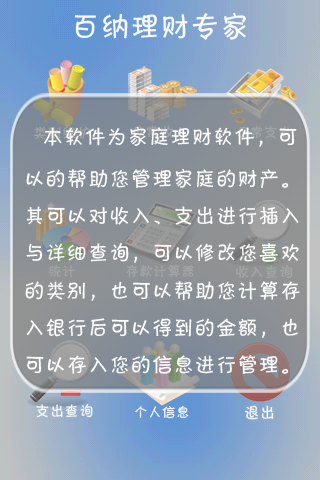 百纳理财专家
本软件为家庭理财软件，可
以的帮助您管理家庭的财产。
其可以对收入、支出进行插入
与详细查询，可以修改您喜欢
的类别，也可以帮助您计算存
入银行后可以得到的金额，也
可以存入您的信息进行管理。
统计 存款计算器 收入查询
支出查询 个人信息 退出